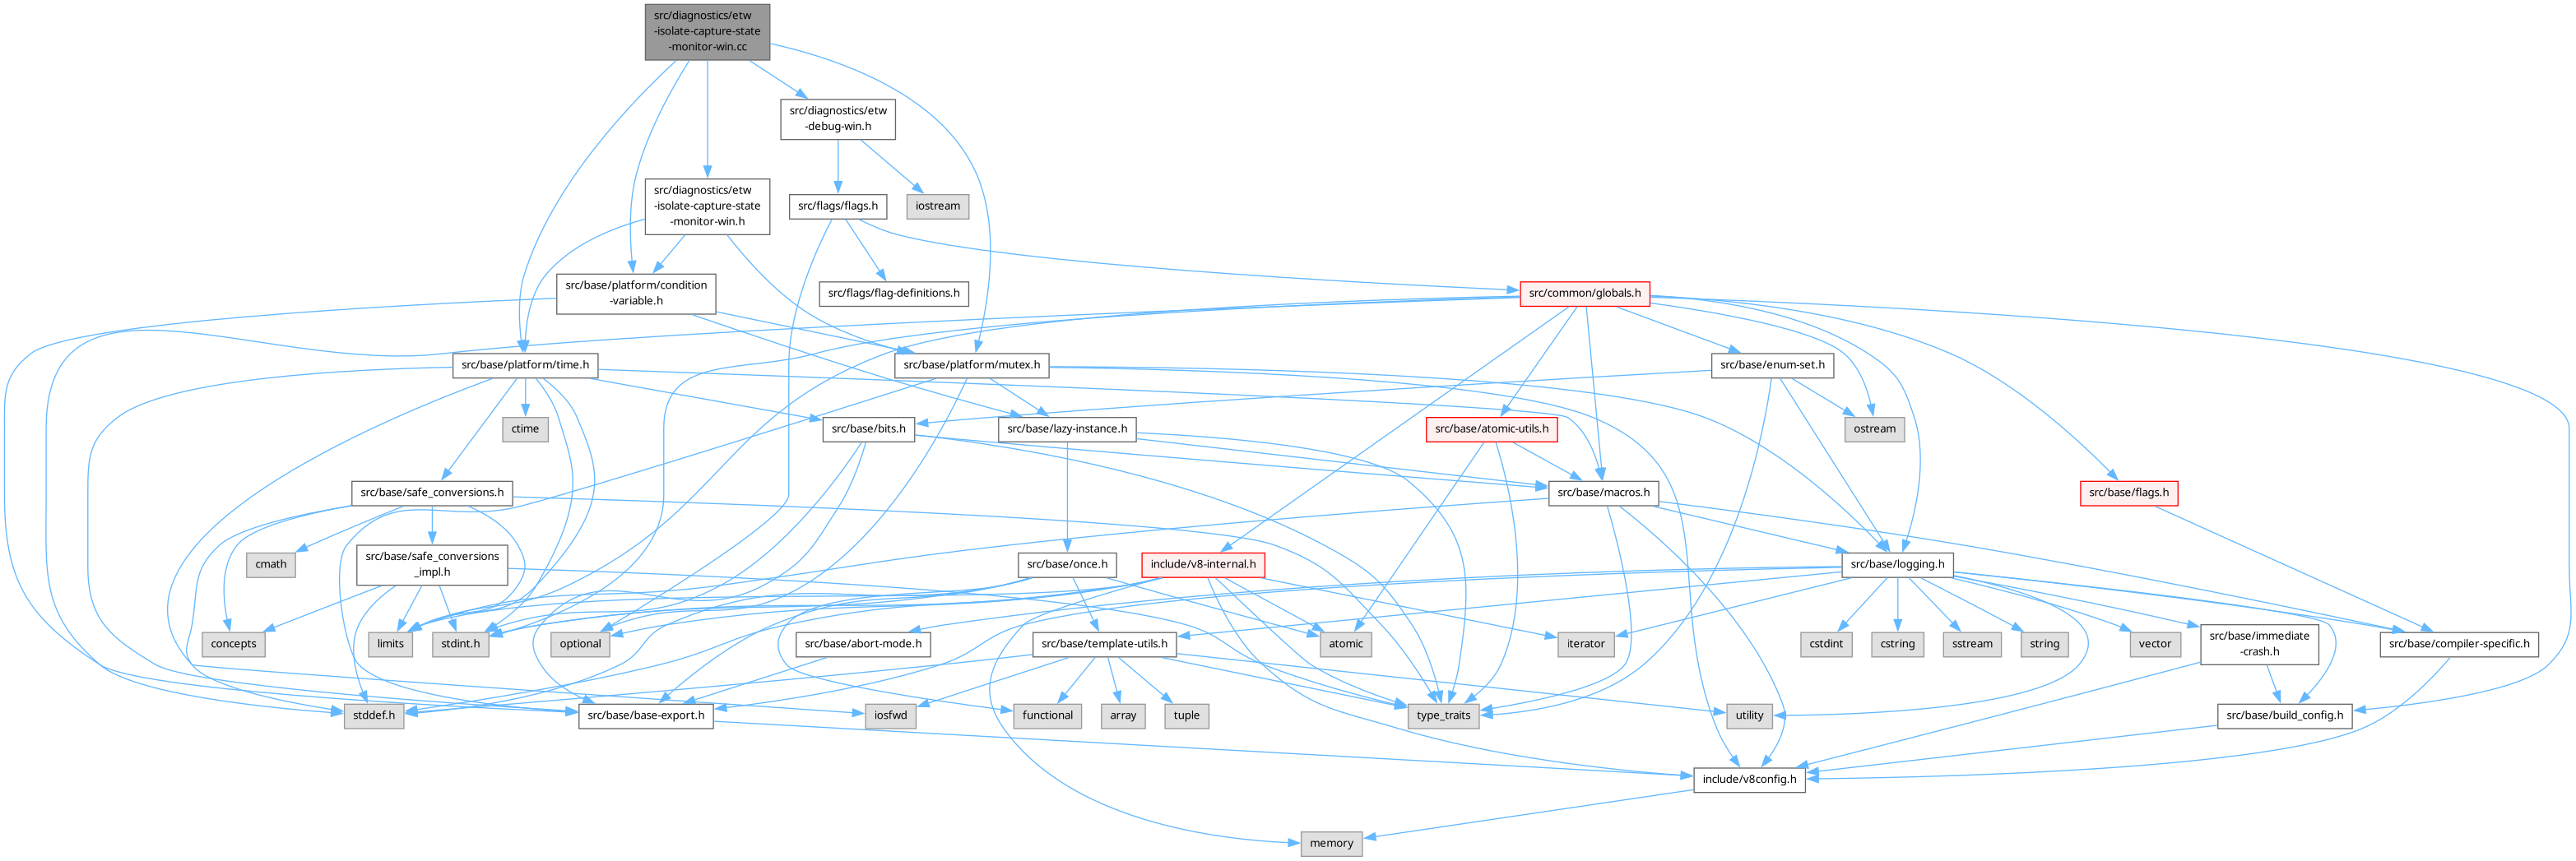 src/diagnostics/etw
-isolate-capture-state
-monitor-win.cc
src/diagnostics/etw
-debug-win.h
src/diagnostics/etw
-isolate-capture-state
-monitor-win.h
src/flags/flags.h
iostream
src/base/platform/condition
-variable.h
src/flags/flag-definitions.h
src/common/globals.h
src/base/platform/time.h
src/base/platform/mutex.h
src/base/enum-set.h
ctime
src/base/bits.h
src/base/lazy-instance.h
src/base/atomic-utils.h
ostream
src/base/safe_conversions.h
src/base/macros.h
src/base/flags.h
cmath
src/base/safe_conversions
_impl.h
src/base/once.h
include/v8-internal.h
src/base/logging.h
concepts
limits
stdint.h
optional
src/base/abort-mode.h
src/base/template-utils.h
atomic
iterator
cstdint
cstring
sstream
string
vector
src/base/immediate
-crash.h
src/base/compiler-specific.h
stddef.h
src/base/base-export.h
iosfwd
functional
array
tuple
type_traits
utility
src/base/build_config.h
include/v8config.h
memory